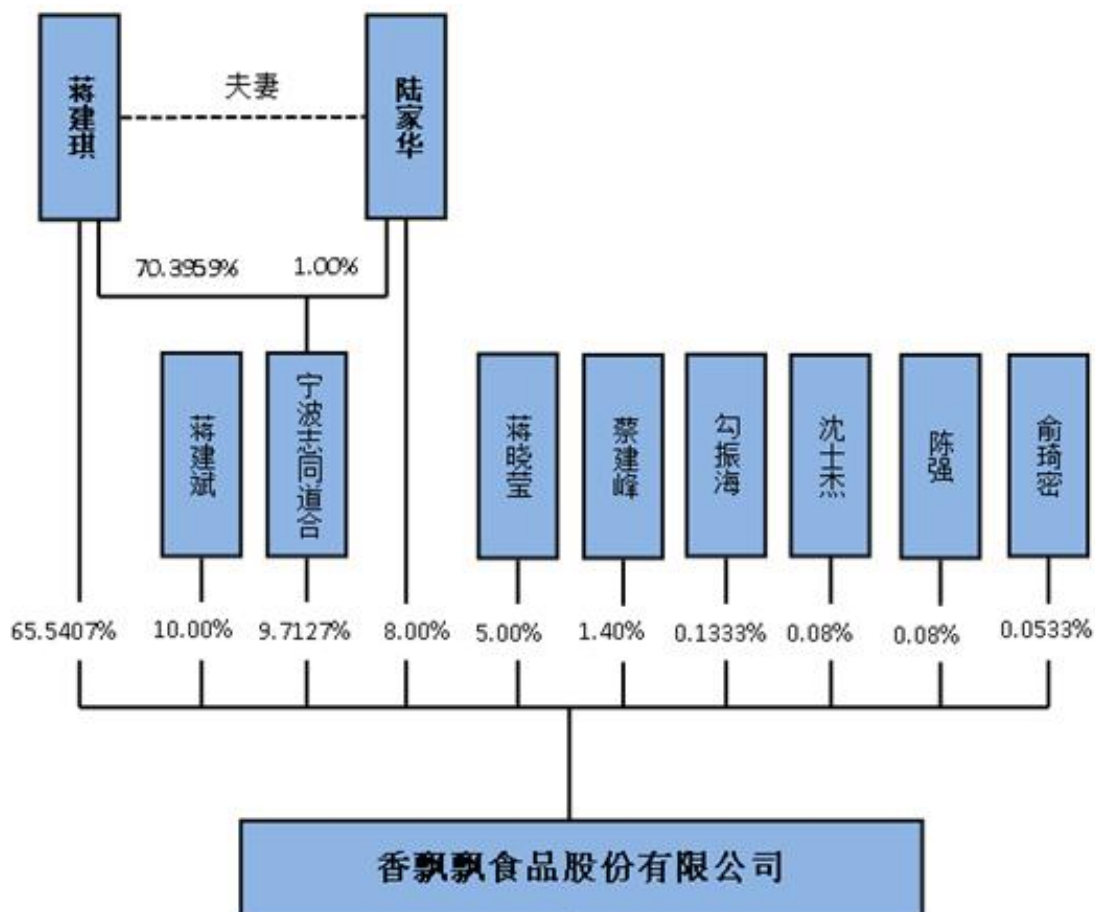 蒋建琪
夫妻
陆家华
70.3959%
1.00%
蒋建斌
宁波志同道合
蒋晓莹
蔡建峰
勾振海
沈士杰
陈强
俞琦密
65.5407%
10.00%
9.7127%
8.00%
5.00%
1.40%
0.1333%
0.08%
0.08%
0.0533%
香飘飘食品股份有限公司